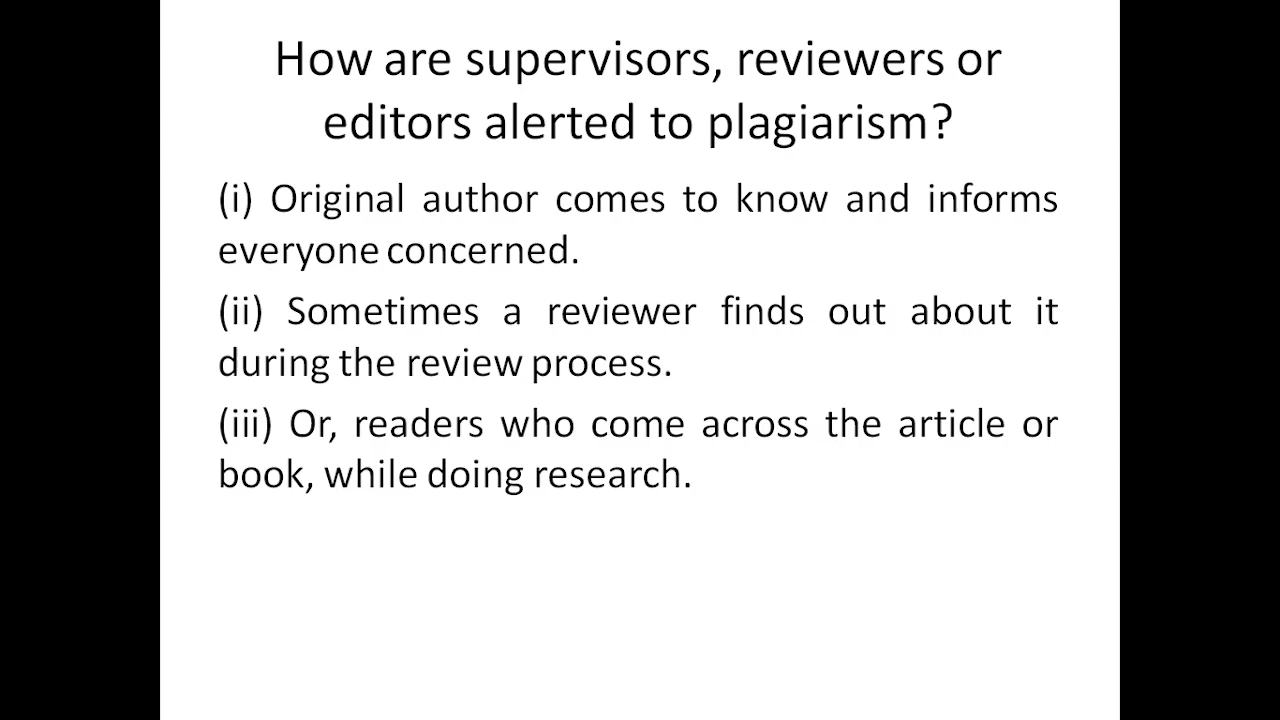 How are supervisors, reviewers or
editors alerted to plagiarism?
(i) Original author comes to know and informs
everyone concerned.
(ii) Sometimes a reviewer finds out about it
during the review process.
(iii) Or, readers who come across the article or
book, while doing research.